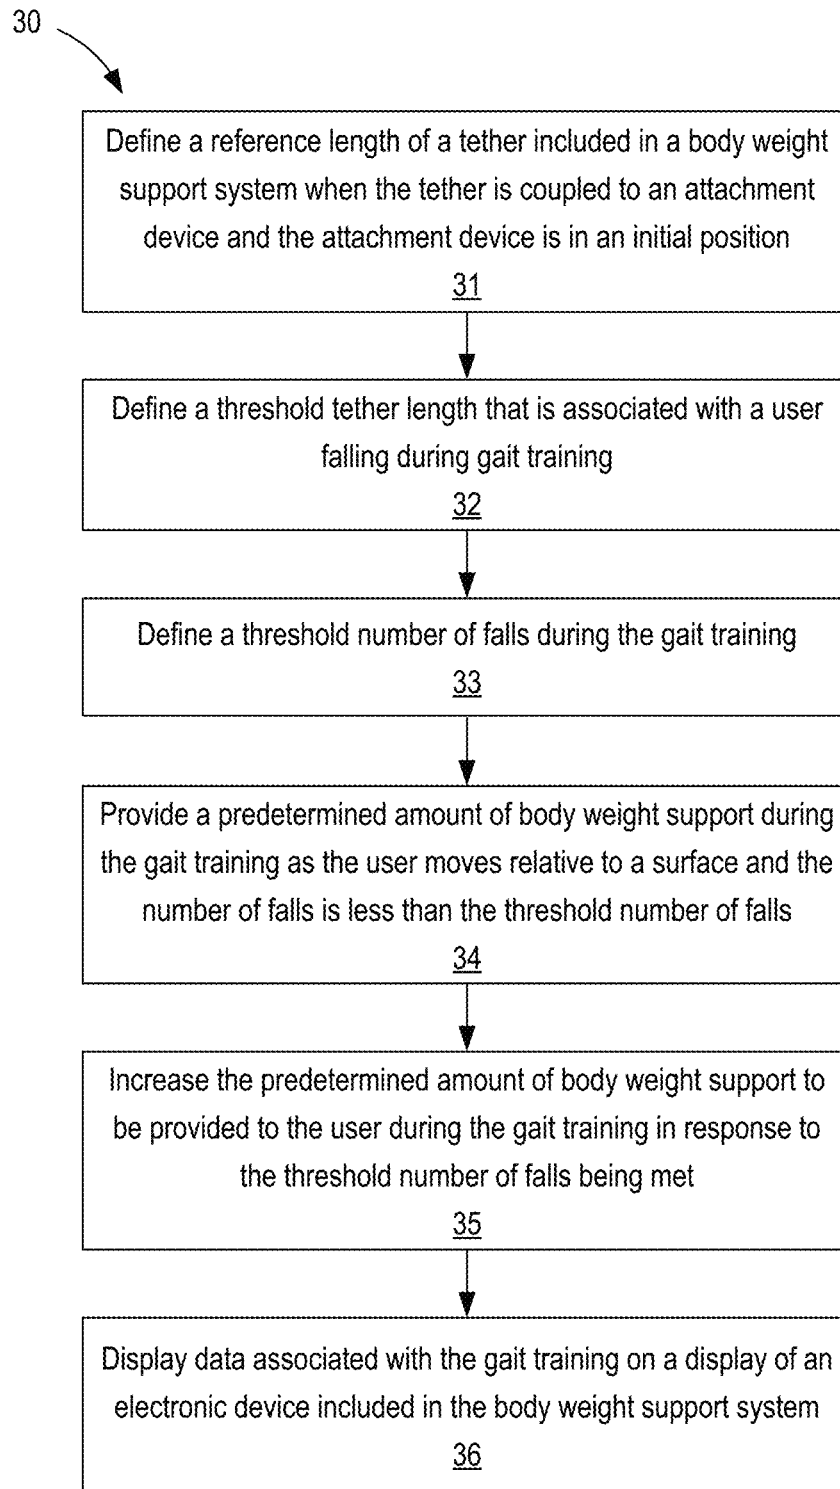 30
Define a reference length of a tether included in a body weight
support system when the tether is coupled to an attachment
device and the attachment device is in an initial position
31
Define a threshold tether length that is associated with a user
falling during gait training
32
Define a threshold number of falls during the gait training
33
Provide a predetermined amount of body weight support during
the gait training as the user moves relative to a surface and the
number of falls is less than the threshold number of falls
34
Increase the predetermined amount of body weight support to
be provided to the user during the gait training in response to
the threshold number of falls being met
35
Display data associated with the gait training on a display of an
electronic device included in the body weight support system
36